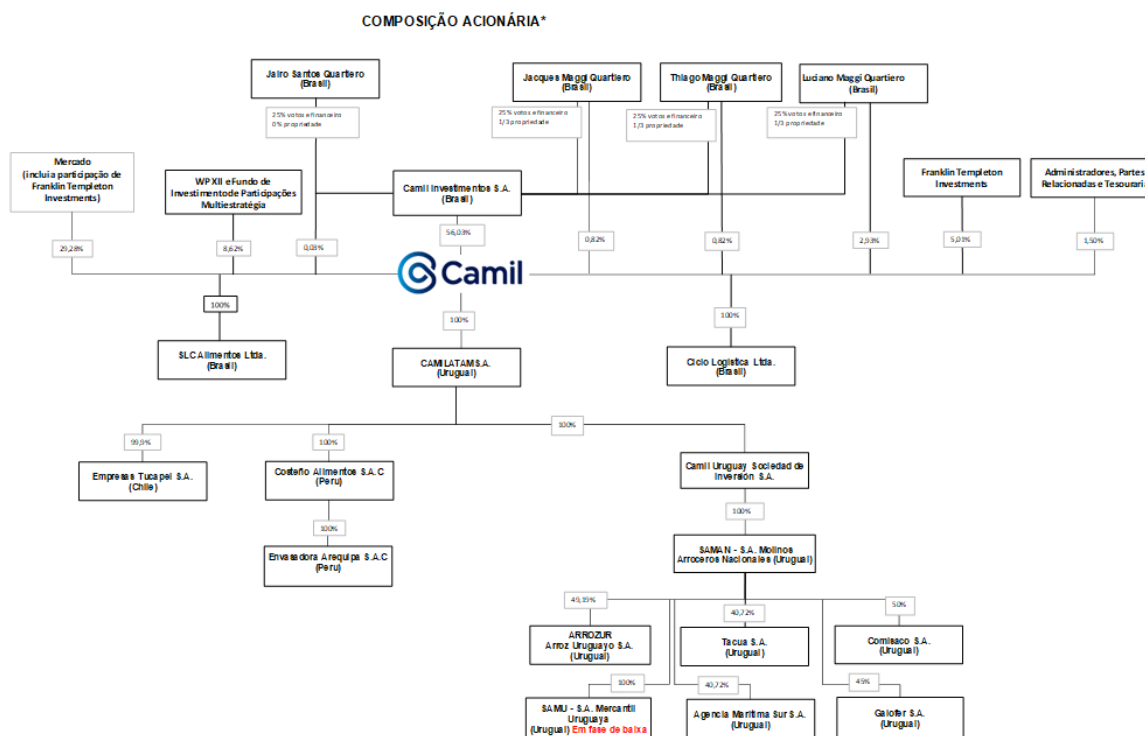 COMPOSIÇÃO ACIONÁRIA*
Jairo Santos Quartiero
(Brasil)
Jacques Maggi Quartiero
(Brasil)
Thiago Maggi Quartiero
(Brasil)
Luciano Maggi Quartiero
(Brasil)
25% votos e financeiro
0% propriedade
25% votos e financeiro
1/3 propriedade
25% votos e financeiro
1/3 propriedade
25% votos e financeiro
1/3 propriedade
Mercado
(inclui a participação de
Franklin Templeton
Investments)
WP XII e Fundo de
Investimento de Participações
Multiestratégia
Camil Investimentos S.A.
(Brasil)
Franklin Templeton
Investments
Administradores, Partes
Relacionadas e Tesouraria
29,28%
8,62%
0,03%
56,03%
0,82%
0,82%
2,93%
5,01%
1,50%
Camil
100%
100%
100%
SLC Alimentos Ltda.
(Brasil)
CAMILATAM S.A.
(Uruguai)
Ciclo Logistica Ltda.
(Brasil)
99,9%
100%
100%
Empresas Tucapel S.A.
(Chile)
Costeño Alimentos S.A.C
(Peru)
Camil Uruguay Sociedad de
Inversión S.A.
100%
100%
Envasadora Arequipa S.A.C
(Peru)
SAMAN - S.A. Molinos
Arroceros Nacionales (Uruguai)
49,19%
40,72%
50%
ARROZUR
Arroz Uruguayo S.A.
(Uruguai)
Tacua S.A.
(Uruguai)
Comisaco S.A.
(Uruguai)
100%
40,72%
45%
SAMU - S.A. Mercantil
Uruguaya
(Uruguai) Em fase de baixa
Agencia Marítima Sur S.A.
(Uruguai)
Galofer S.A.
(Uruguai)